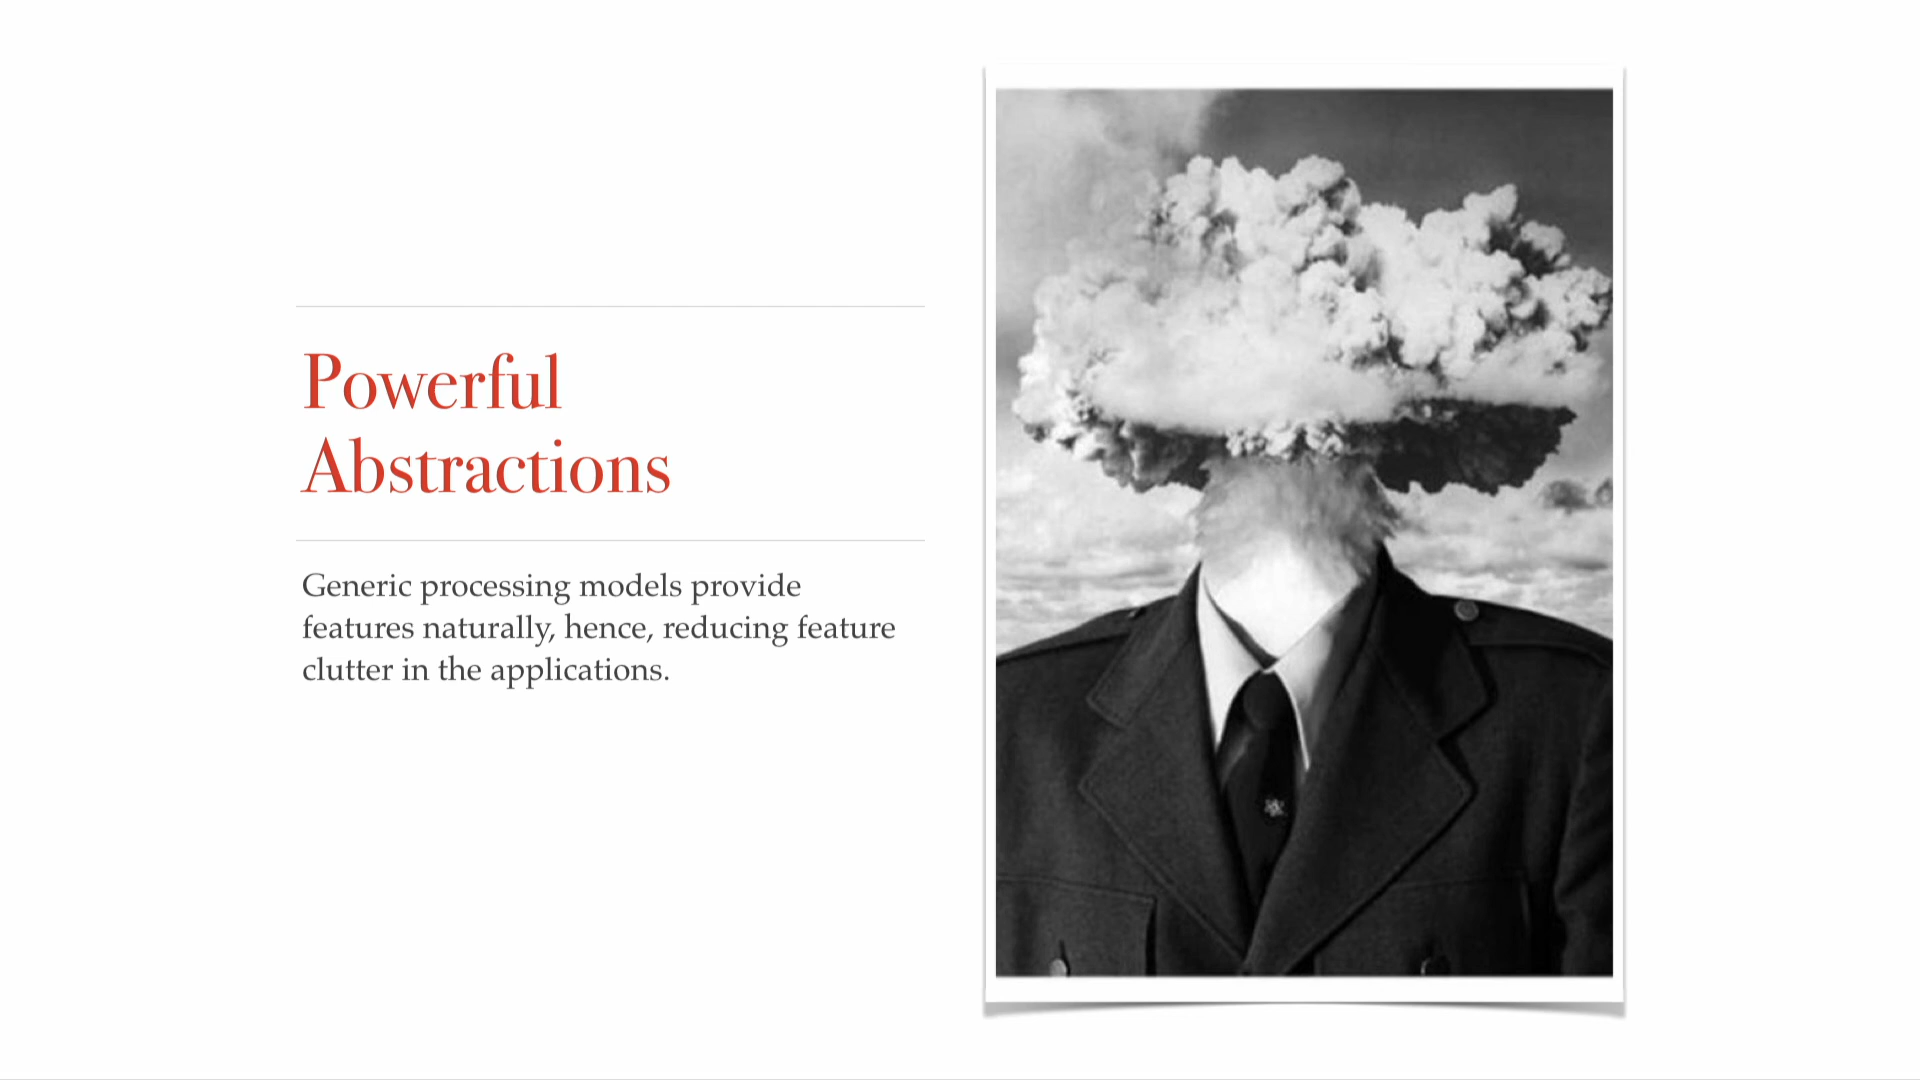 Powerful
Abstractions
Generic processing models provide
features naturally, hence, reducing feature
clutter in the applications.